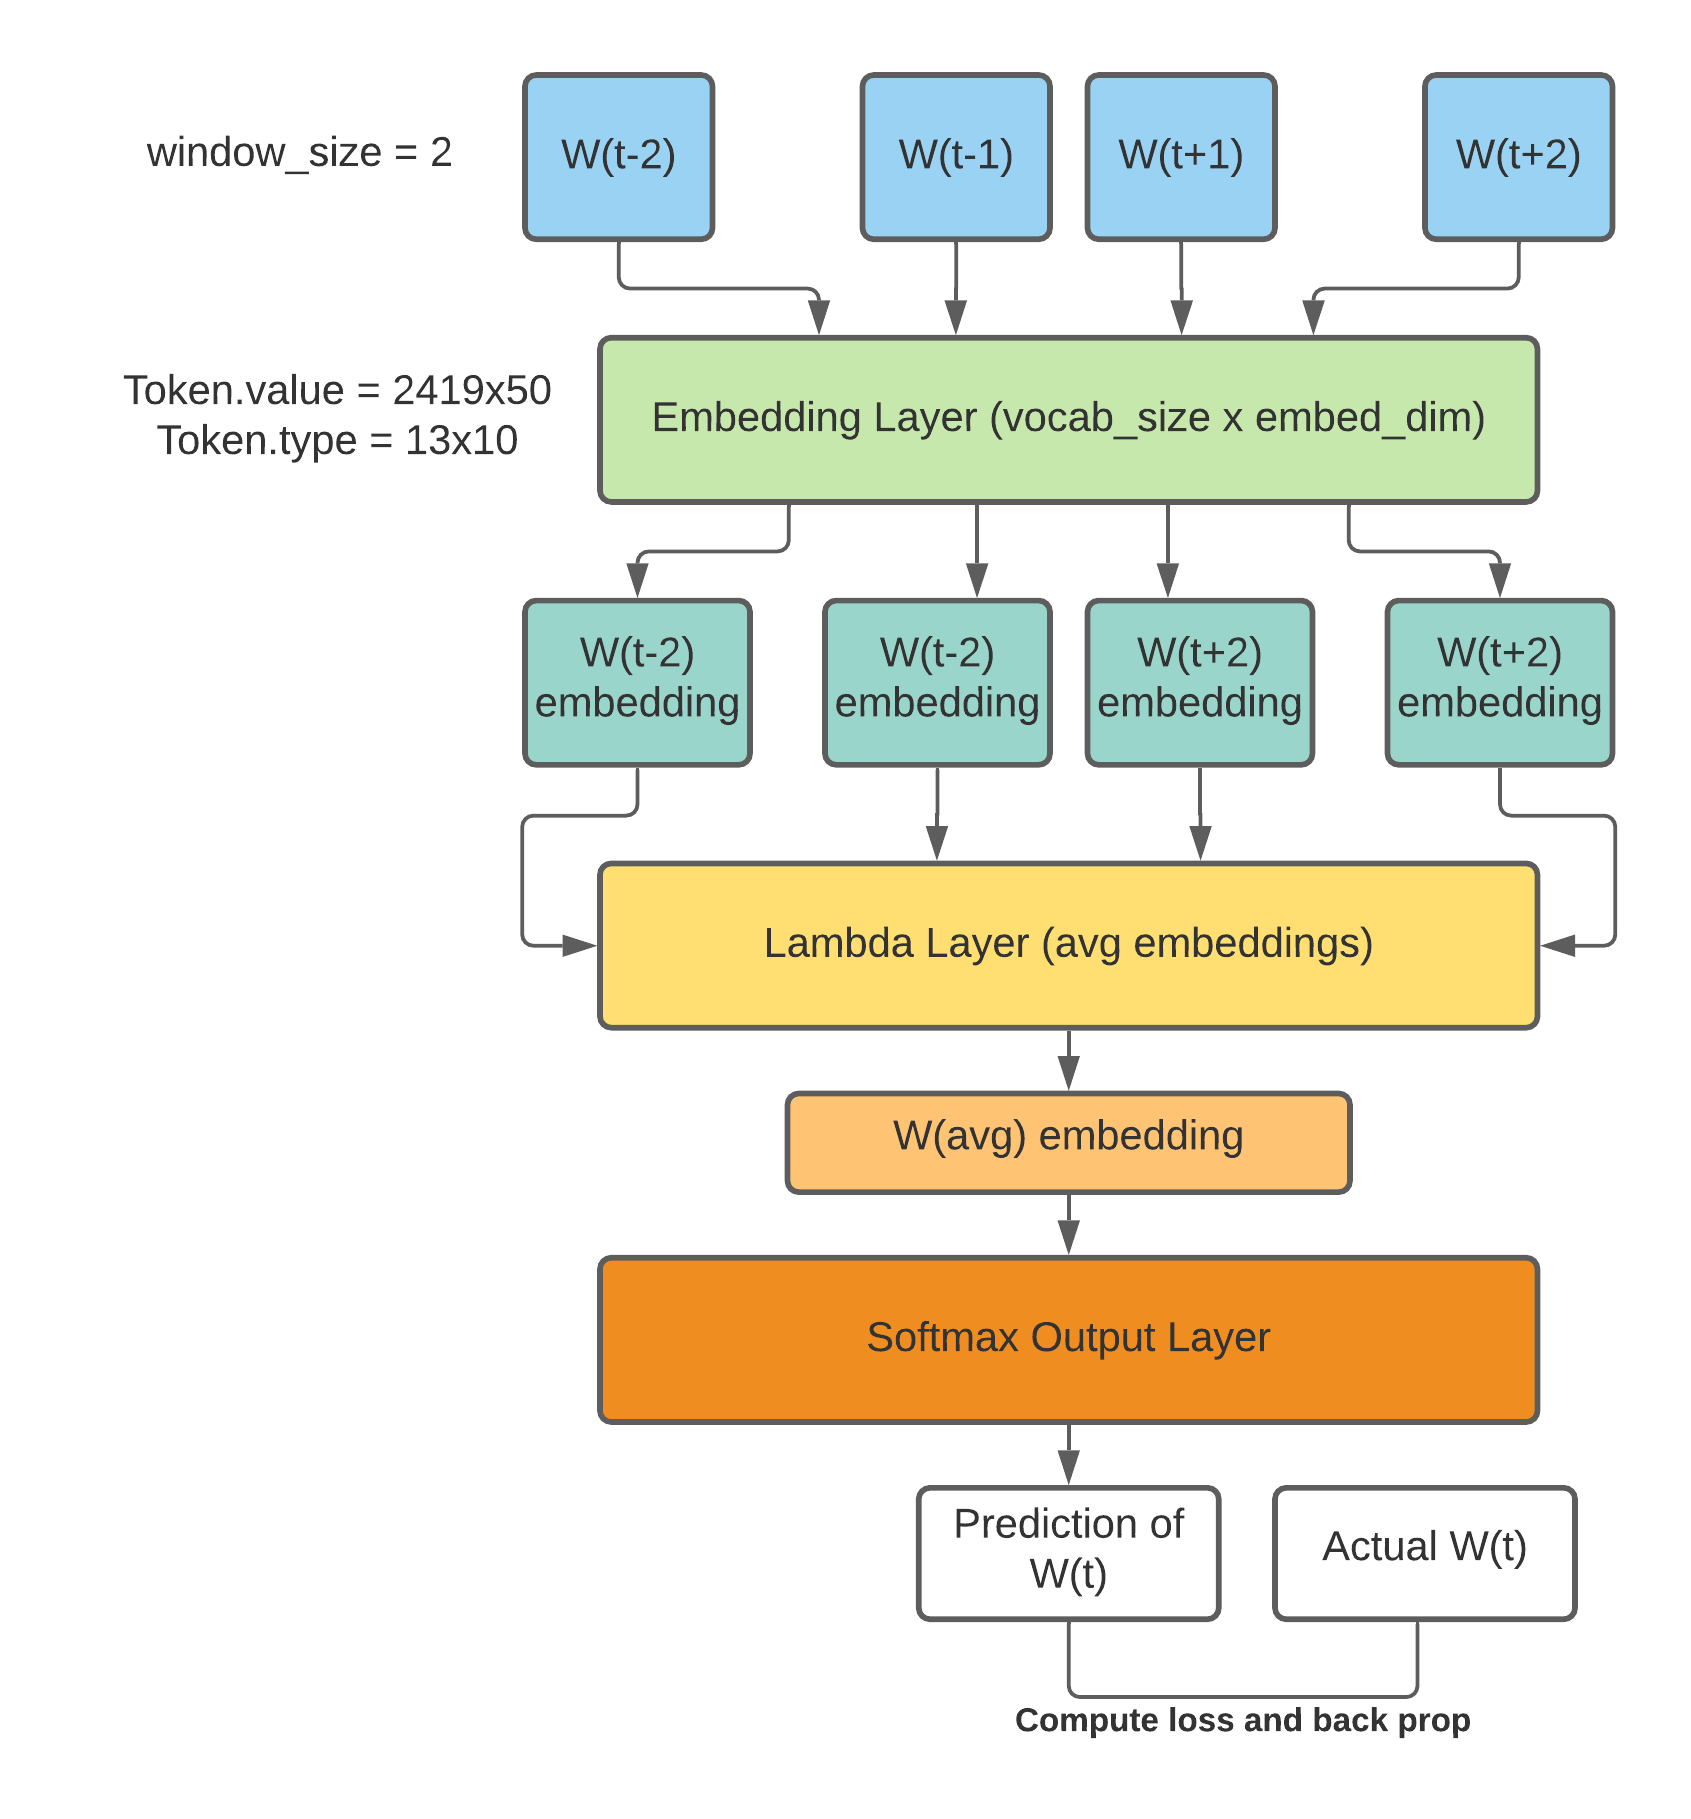 window_size = 2
W(t-2)
W(t-1)
W(t+1)
W(t+2)
Token.value = 2419x50
Token.type = 13x10
Embedding Layer (vocab_size x embed_dim)
W(t-2)
embedding
W(t-2)
embedding
W(t+2)
embedding
W(t+2)
embedding
Lambda Layer (avg embeddings)
W(avg) embedding
Softmax Output Layer
Prediction of
W(t)
Actual W(t)
Compute loss and back prop